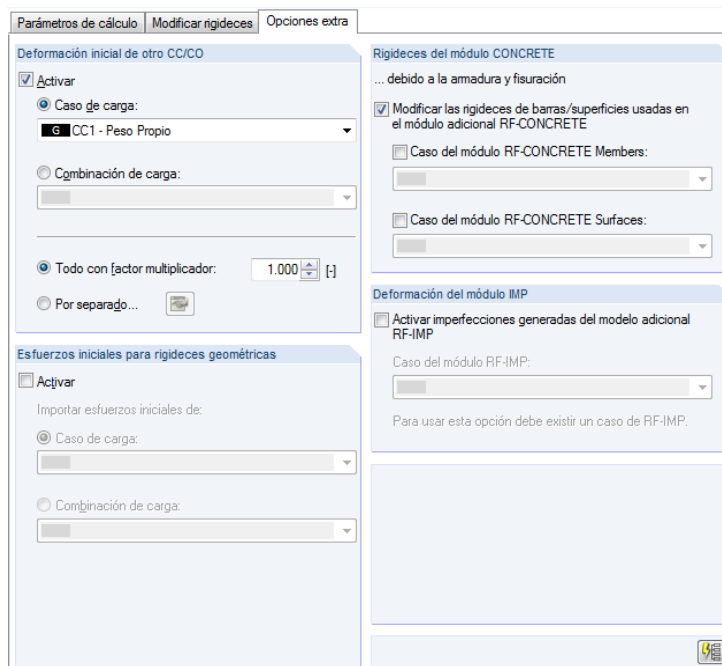 Parámetros de cálculo
Modificar rigideces
Opciones extra
Deformación inicial de otro CC/CO
Activar
Caso de carga:
G CC1 - Peso Propio
Combinación de carga:
Todo con factor multiplicador:
1.000
[-]
Por separado...
Esfuerzos iniciales para rigideces geométricas
Activar
Importar esfuerzos iniciales de:
Caso de carga:
Combinación de carga:
Rigideces del módulo CONCRETE
... debido a la armadura y fisuración
Modificar las rigideces de barras/superficies usadas en
el módulo adicional RF-CONCRETE
Caso del módulo RF-CONCRETE Members:
Caso del módulo RF-CONCRETE Surfaces:
Deformación del módulo IMP
Activar imperfecciones generadas del modelo adicional
RF-IMP
Caso del módulo RF-IMP:
Para usar esta opción debe existir un caso de RF-IMP.